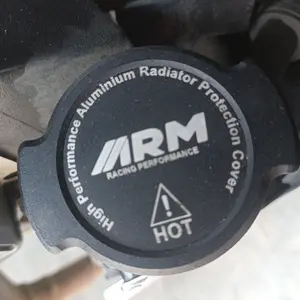 High Performance Aluminium Radiator Protection Cover
ARM
RACING PERFORMANCE
HOT